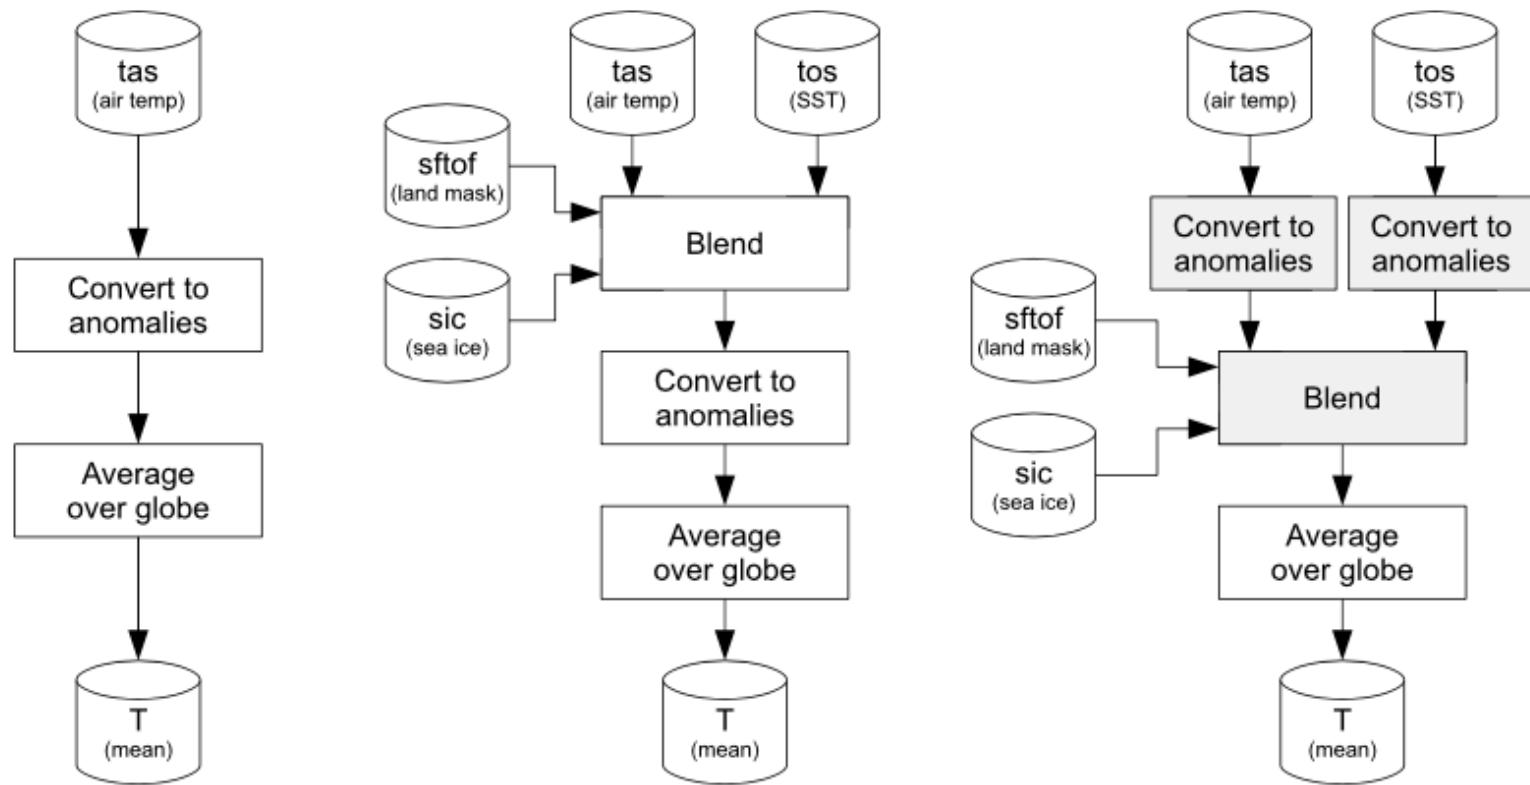 tas
(air temp)
Convert to
anomalies
Average
over globe
T
(mean)
tas
(air temp)
tos
(SST)
sftof
(land mask)
Blend
sic
(sea ice)
Convert to
anomalies
Average
over globe
T
(mean)
tas
(air temp)
tos
(SST)
Convert to
anomalies
Convert to
anomalies
sftof
(land mask)
Blend
sic
(sea ice)
Average
over globe
T
(mean)